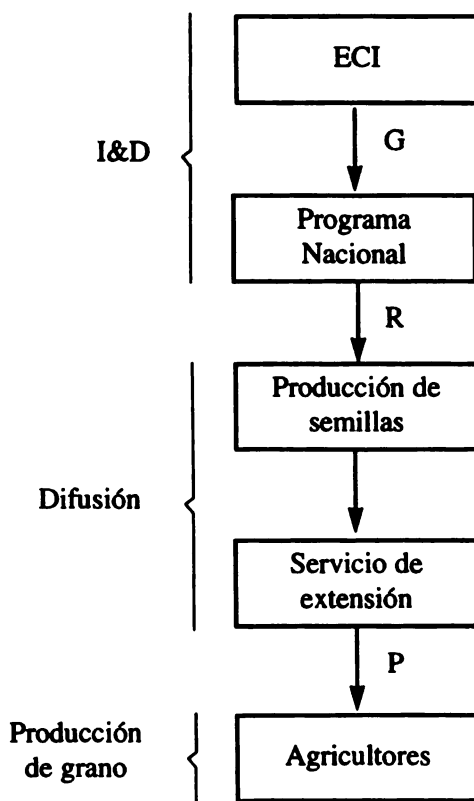 ECI
I&D
G
Programa
Nacional
R
Producción de
semillas
Difusión
Servicio de
extensión
P
Producción
de grano
Agricultores